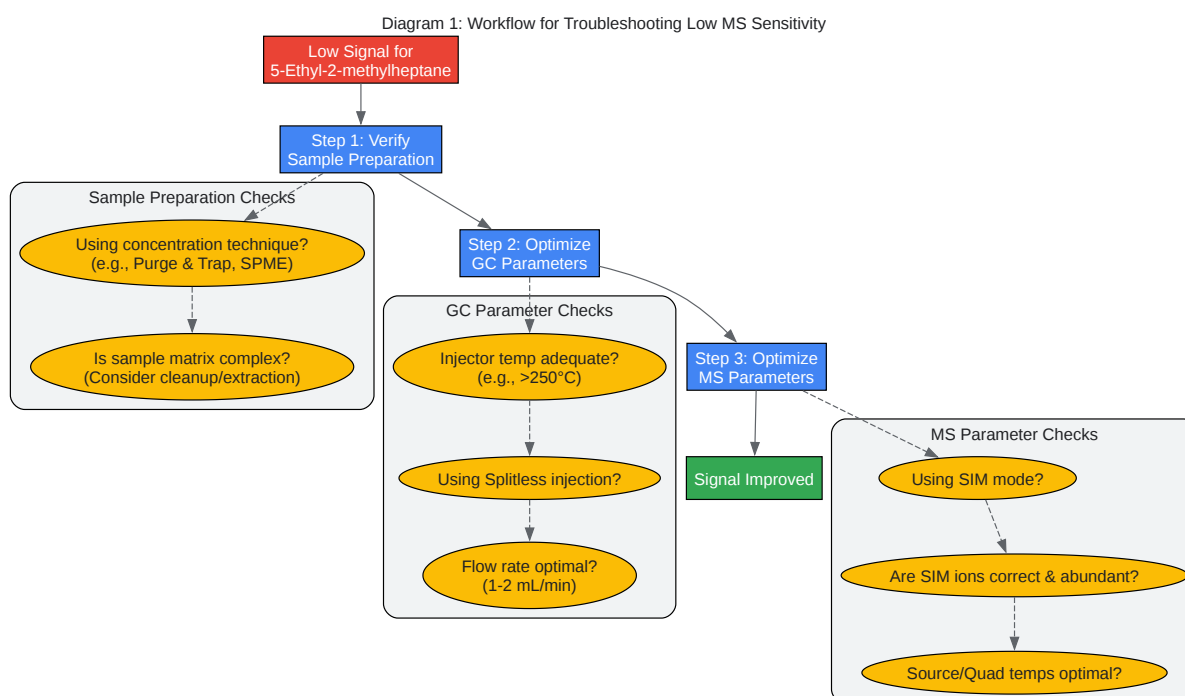 Diagram 1: Workflow for Troubleshooting Low MS Sensitivity
Low Signal for
5-Ethyl-2-methylheptane
Step 1: Verify
Sample Preparation
Sample Preparation Checks
Using concentration technique?
(e.g., Purge & Trap, SPME)
Is sample matrix complex?
(Consider cleanup/extraction)
Step 2: Optimize
GC Parameters
GC Parameter Checks
Injector temp adequate?
(e.g., >250°C)
Using Splitless injection?
Flow rate optimal?
(1-2 mL/min)
Step 3: Optimize
MS Parameters
Signal Improved
MS Parameter Checks
Using SIM mode?
Are SIM ions correct & abundant?
Source/Quad temps optimal?